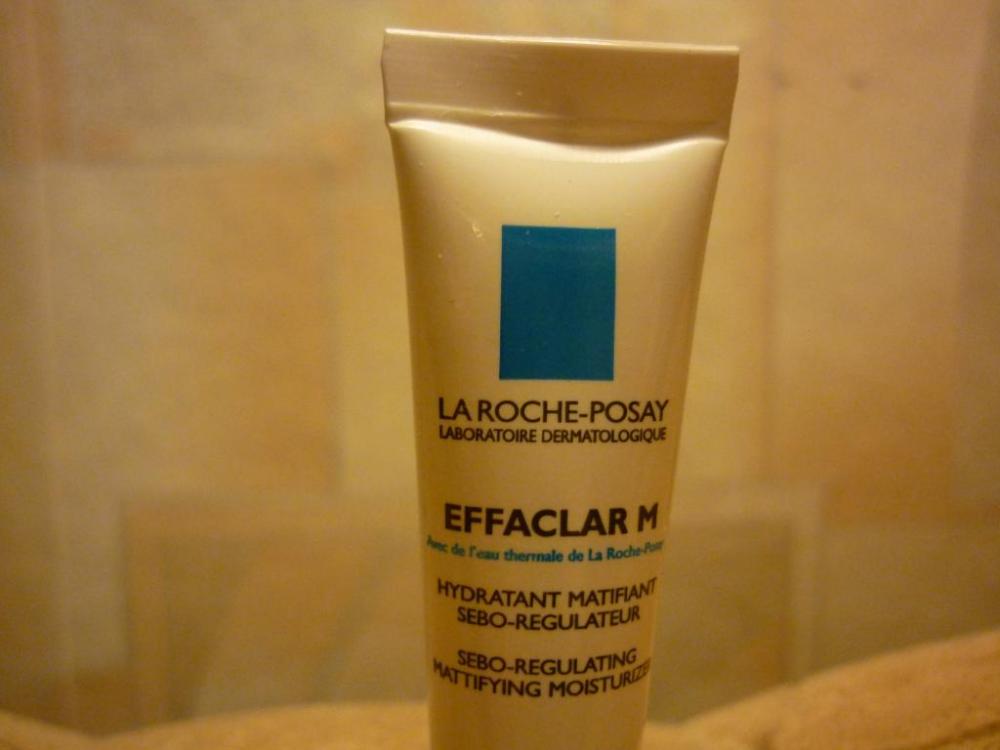 LA ROCHE-POSAY
LABORATOIRE DERMATOLOGIQUE
EFFACLAR M
Avec de l'eau thermale de La Roche-Posay
HYDRATANT MATIFIANT
SEBO-REGULATEUR
SEBO-REGULATING
MATTIFYING MOISTURIZER